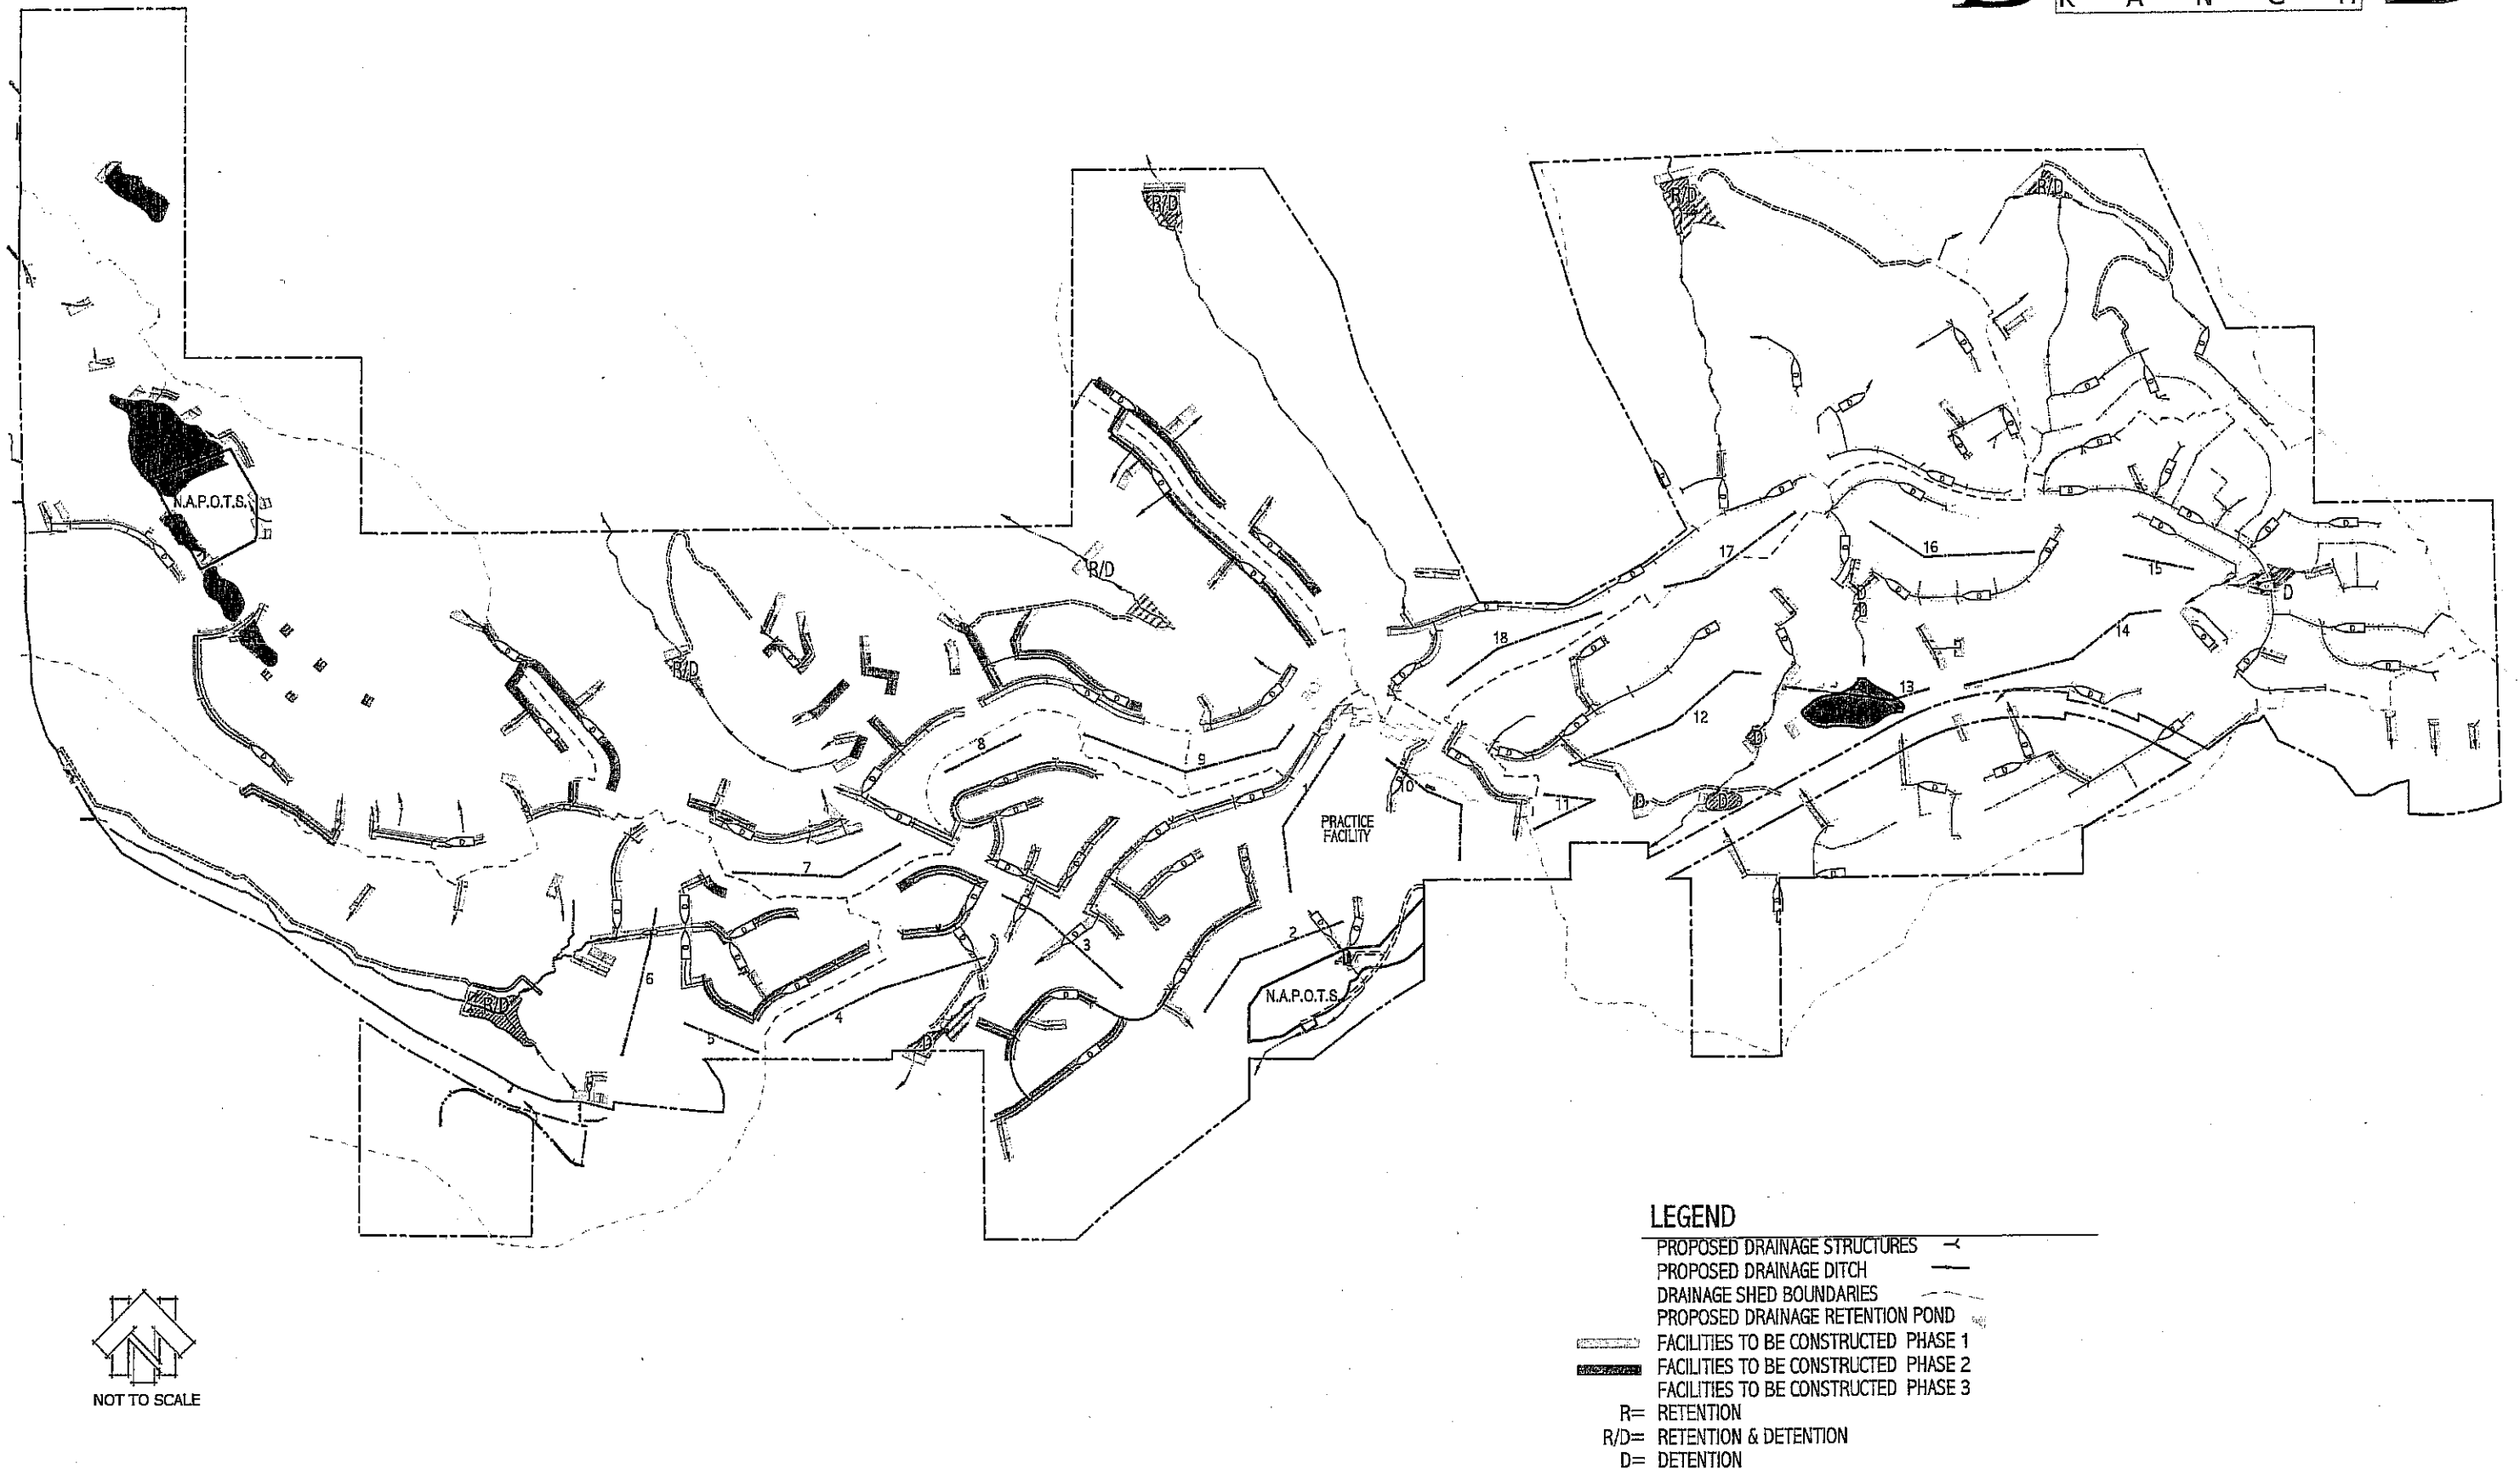 R A N C H
R/D
R/D
R/D
N.A.P.O.T.S.
R/D
17
16
15
D
D
D
18
14
R/D
13
12
D
8
9
1
10
11
D
D
PRACTICE
FACILITY
7
2
3
6
N.A.P.O.T.S.
R/D
4
5
D
LEGEND
PROPOSED DRAINAGE STRUCTURES
PROPOSED DRAINAGE DITCH
DRAINAGE SHED BOUNDARIES
PROPOSED DRAINAGE RETENTION POND
FACILITIES TO BE CONSTRUCTED PHASE 1
FACILITIES TO BE CONSTRUCTED PHASE 2
FACILITIES TO BE CONSTRUCTED PHASE 3
R= RETENTION
R/D= RETENTION & DETENTION
D= DETENTION
N
NOT TO SCALE